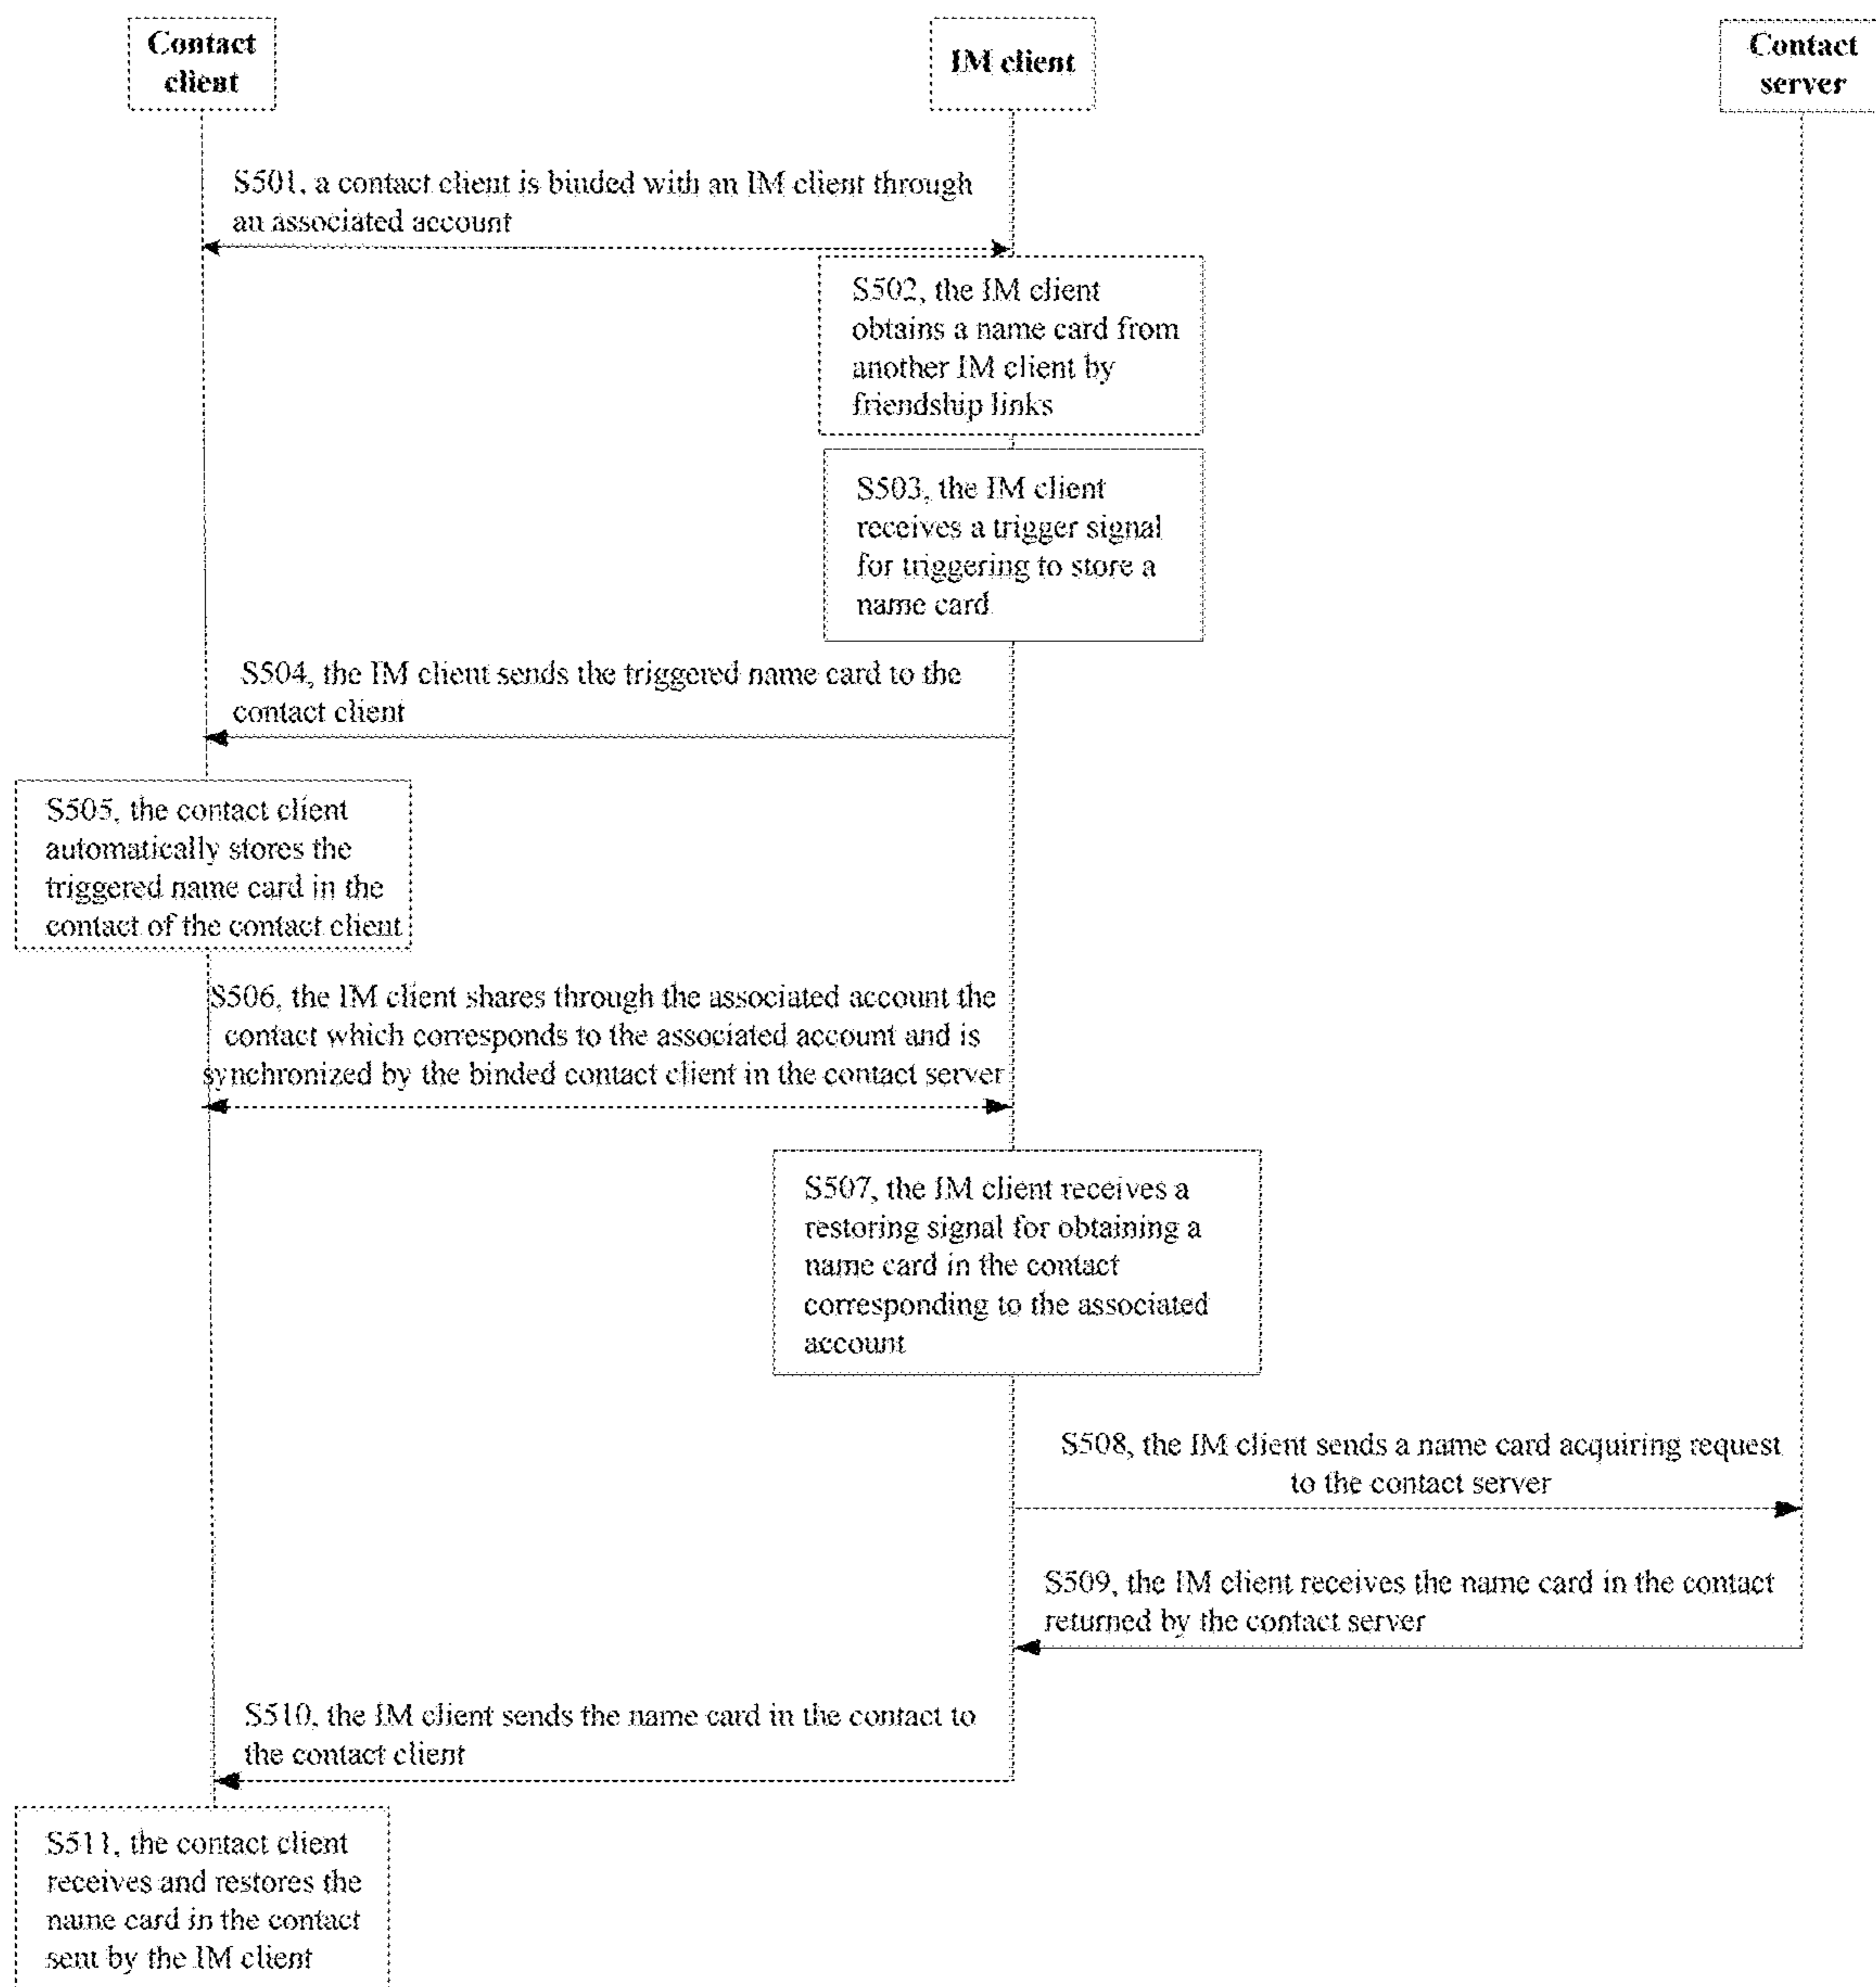 Contact
client
IM client
Contact
server
S501, a contact client is binded with an IM client through
an associated account
S502, the IM client
obtains a name card from
another IM client by
friendship links
S503, the IM client
receives a trigger signal
for triggering to store a
name card
S504, the IM client sends the triggered name card to the
contact client
S505, the contact client
automatically stores the
triggered name card in the
contact of the contact client
S506, the IM client shares through the associated account the
contact which corresponds to the associated account and is
synchronized by the binded contact client in the contact server
S507, the IM client receives a
restoring signal for obtaining a
name card in the contact
corresponding to the associated
account
S508, the IM client sends a name card acquiring request
to the contact server
S509, the IM client receives the name card in the contact
returned by the contact server
S510, the IM client sends the name card in the contact to
the contact client
S511, the contact client
receives and restores the
name card in the contact
sent by the IM client